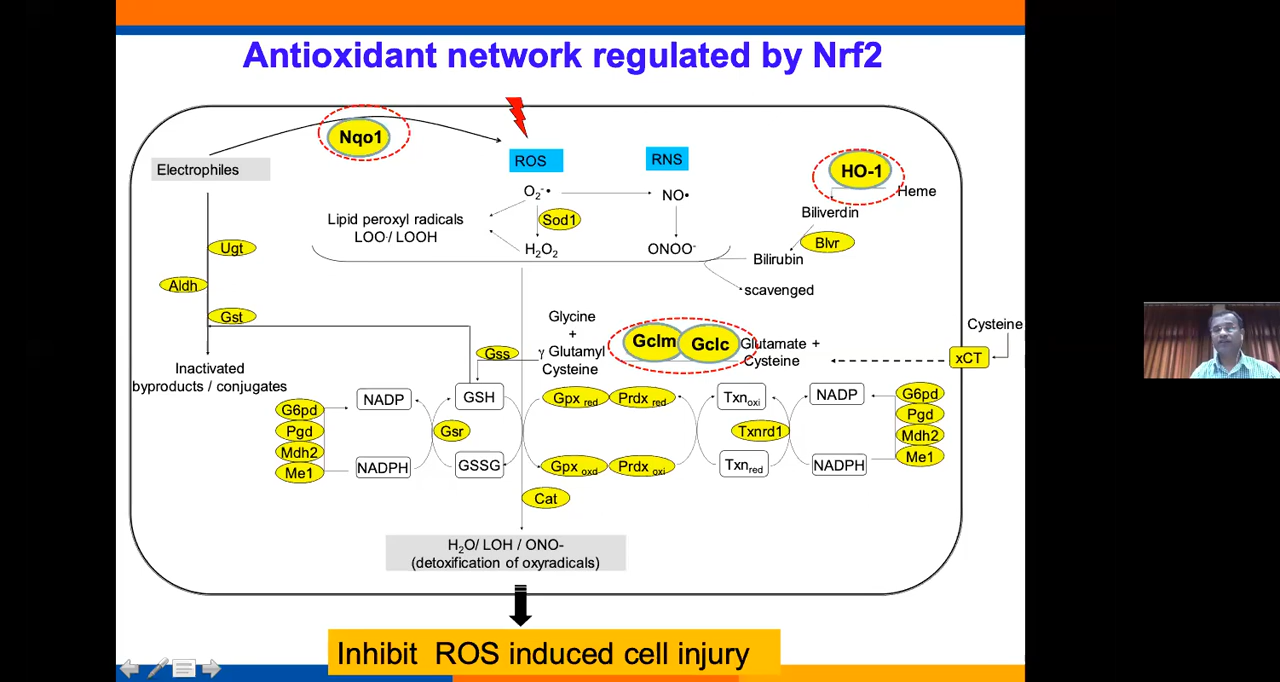 Antioxidant network regulated by Nrf2
Nqo1
Electrophiles
ROS
RNS
HO-1
Heme
O₂⁻•
NO•
Biliverdin
Lipid peroxyl radicals
LOO·/ LOOH
Sod1
Blvr
Ugt
H₂O₂
ONOO⁻
Bilirubin
Aldh
scavenged
Gst
Glycine
+
γ Glutamyl
Cysteine
Gss
Gclm
Gclc
Glutamate +
Cysteine
Cysteine
xCT
Inactivated
byproducts / conjugates
G6pd
Pgd
Mdh2
Me1
NADP
NADPH
Gsr
GSH
GSSG
Gpx red
Prdx red
Gpx oxd
Prdx oxi
Txnoxi
Txnrd1
Txnred
NADP
NADPH
G6pd
Pgd
Mdh2
Me1
Cat
H₂O/ LOH / ONO-
(detoxification of oxyradicals)
Inhibit ROS induced cell injury